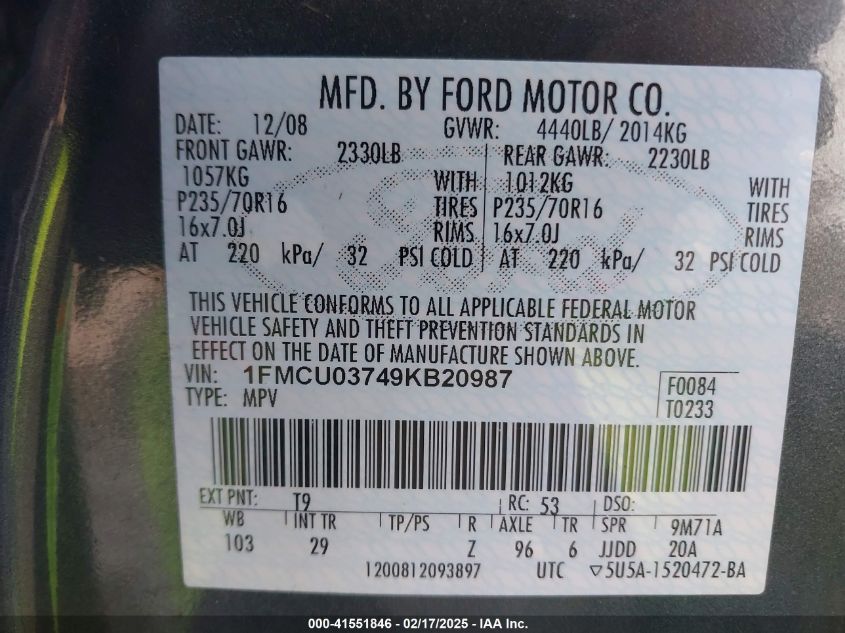 MFD. BY FORD MOTOR CO.
DATE: 12/08 GVWR: 4440LB/ 2014KG
FRONT GAWR: 2330LB REAR GAWR: 2230LB
1057KG WITH 1012KG WITH
P235/70R16 TIRES P235/70R16 TIRES
16x7.0J RIMS 16x7.0J RIMS
AT 220 kPa/ 32 PSI COLD AT 220 kPa/ 32 PSI COLD
THIS VEHICLE CONFORMS TO ALL APPLICABLE FEDERAL MOTOR
VEHICLE SAFETY AND THEFT PREVENTION STANDARDS IN
EFFECT ON THE DATE OF MANUFACTURE SHOWN ABOVE.
VIN: 1FMCU03749KB20987 F0084
TYPE: MPV T0233
EXT PNT: T9 RC: 53 DSO:
WB INT TR TP/PS R AXLE TR SPR 9M71A
103 29 Z 96 6 JJDD 20A
1200812093897 UTC ▽5U5A-1520472-BA
000-41551846 - 02/17/2025 - IAA, Inc.